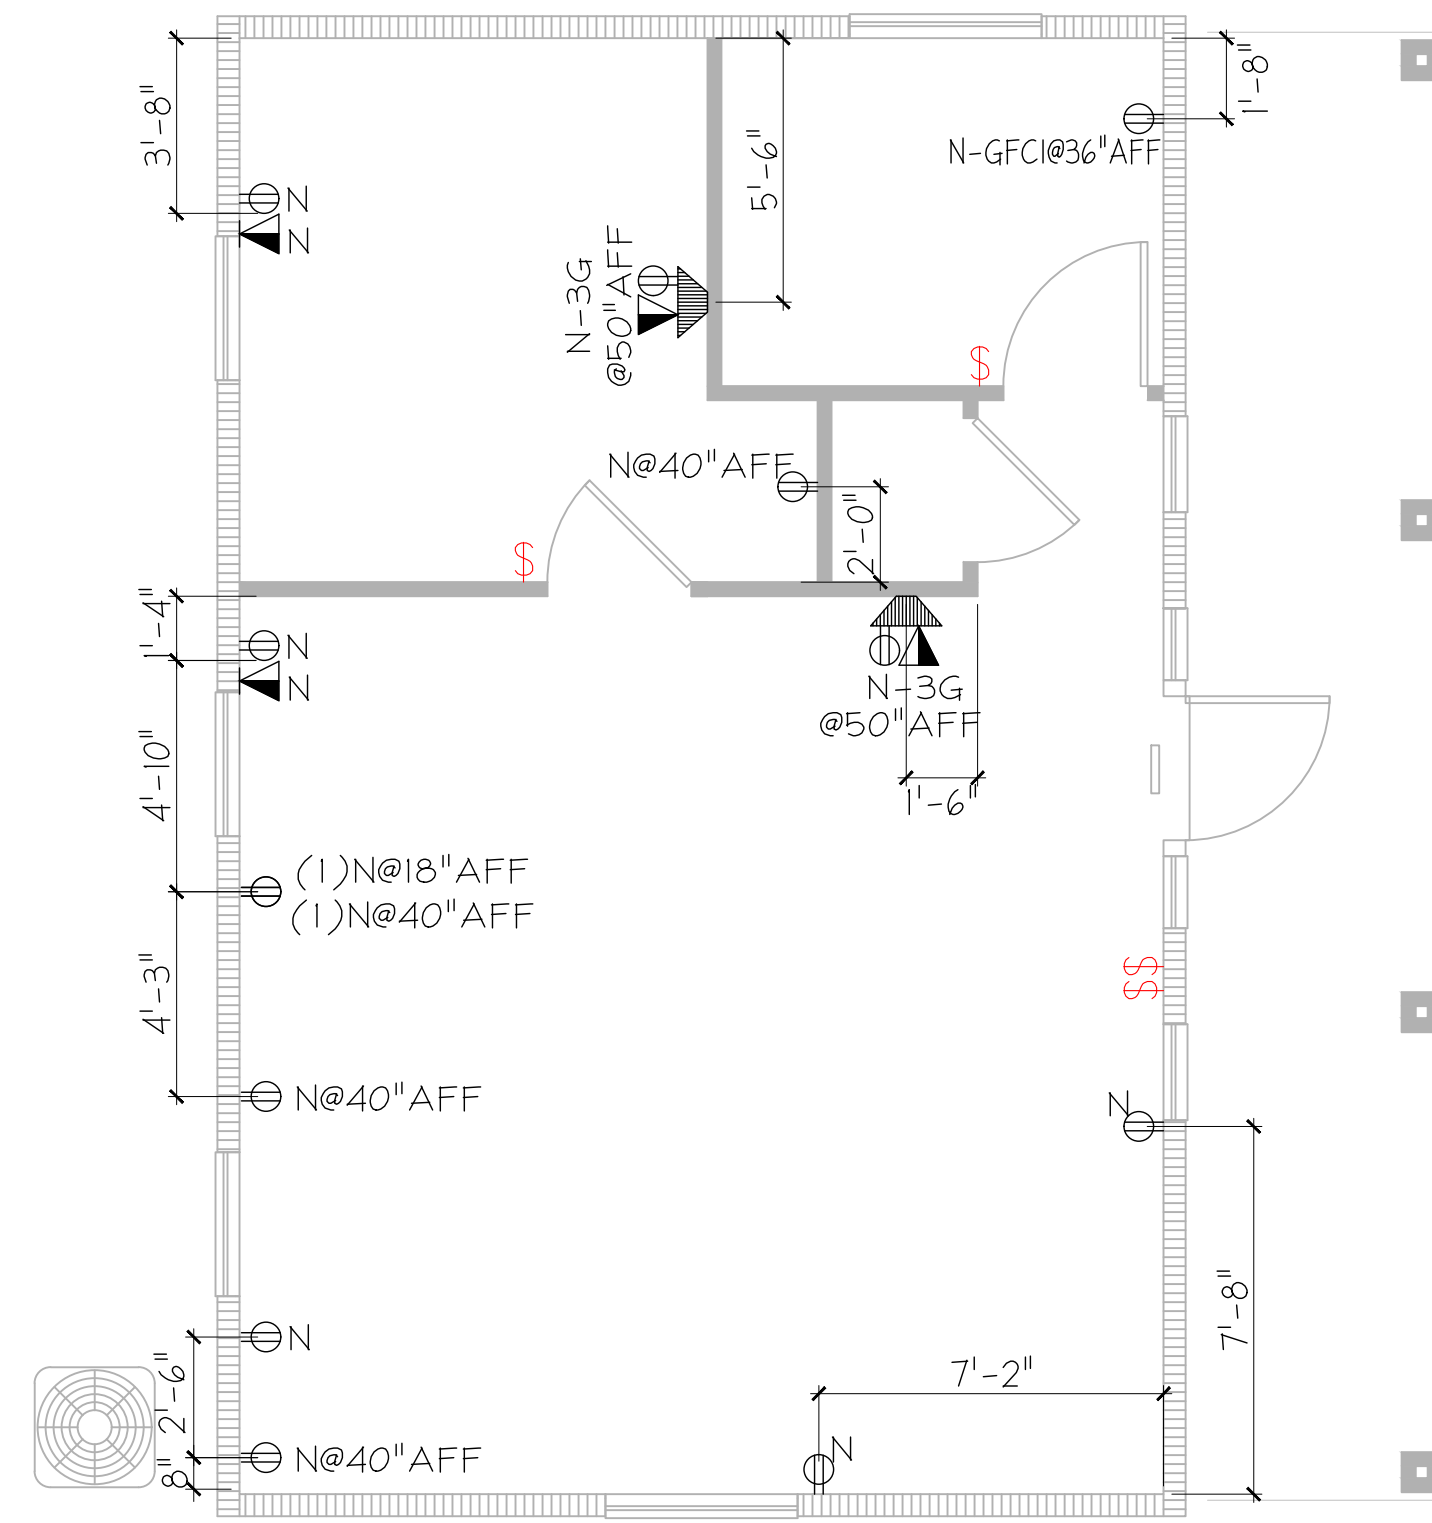 3'-8"
1'-8"
N-GFCI@36"AFF
5'-6"
N
N
N-3G
@50"AFF
$
N@40"AFF
2'-0"
$
1'-4"
N
N
N-3G
@50"AFF
1'-6"
4'-10"
(1)N@18"AFF
(1)N@40"AFF
4'-3"
$$
N@40"AFF
N
7'-8"
N
2'-6"
7'-2"
N
N@40"AFF
8"